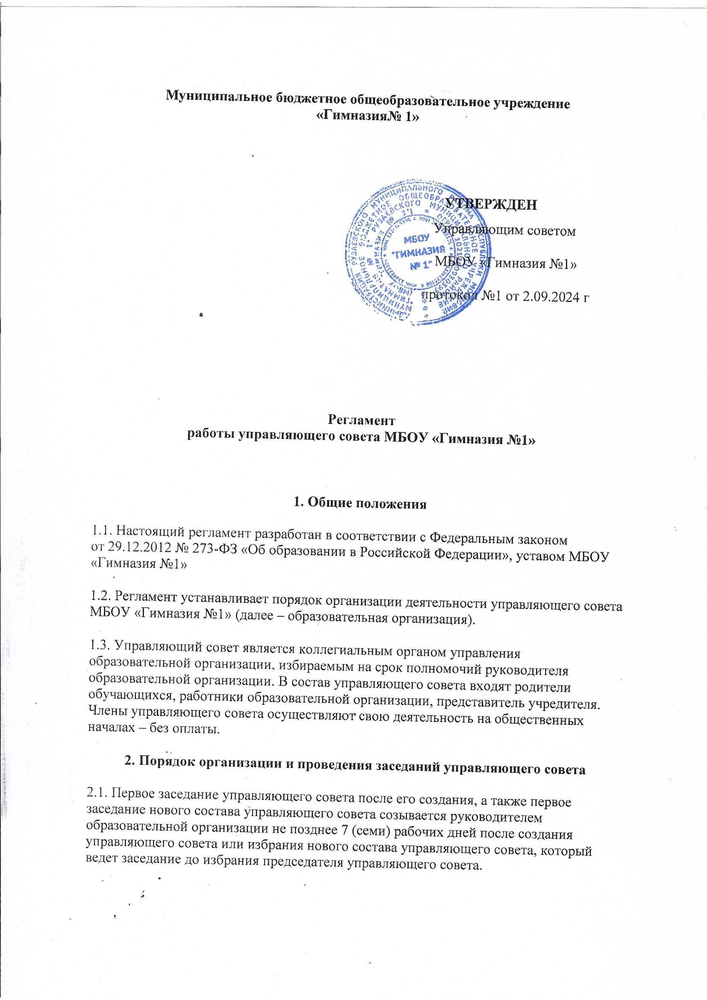 Муниципальное бюджетное общеобразовательное учреждение
«Гимназия№ 1»
УТВЕРЖДЕН
Управляющим советом
МБОУ «Гимназия №1»
протокол №1 от 2.09.2024 г
МБОУ
"ГИМНАЗИЯ
№ 1"
Регламент
работы управляющего совета МБОУ «Гимназия №1»
1. Общие положения
1.1. Настоящий регламент разработан в соответствии с Федеральным законом
от 29.12.2012 № 273-ФЗ «Об образовании в Российской Федерации», уставом МБОУ
«Гимназия №1»
1.2. Регламент устанавливает порядок организации деятельности управляющего совета
МБОУ «Гимназия №1» (далее – образовательная организация).
1.3. Управляющий совет является коллегиальным органом управления
образовательной организации, избираемым на срок полномочий руководителя
образовательной организации. В состав управляющего совета входят родители
обучающихся, работники образовательной организации, представитель учредителя.
Члены управляющего совета осуществляют свою деятельность на общественных
началах – без оплаты.
2. Порядок организации и проведения заседаний управляющего совета
2.1. Первое заседание управляющего совета после его создания, а также первое
заседание нового состава управляющего совета созывается руководителем
образовательной организации не позднее 7 (семи) рабочих дней после создания
управляющего совета или избрания нового состава управляющего совета, который
ведет заседание до избрания председателя управляющего совета.